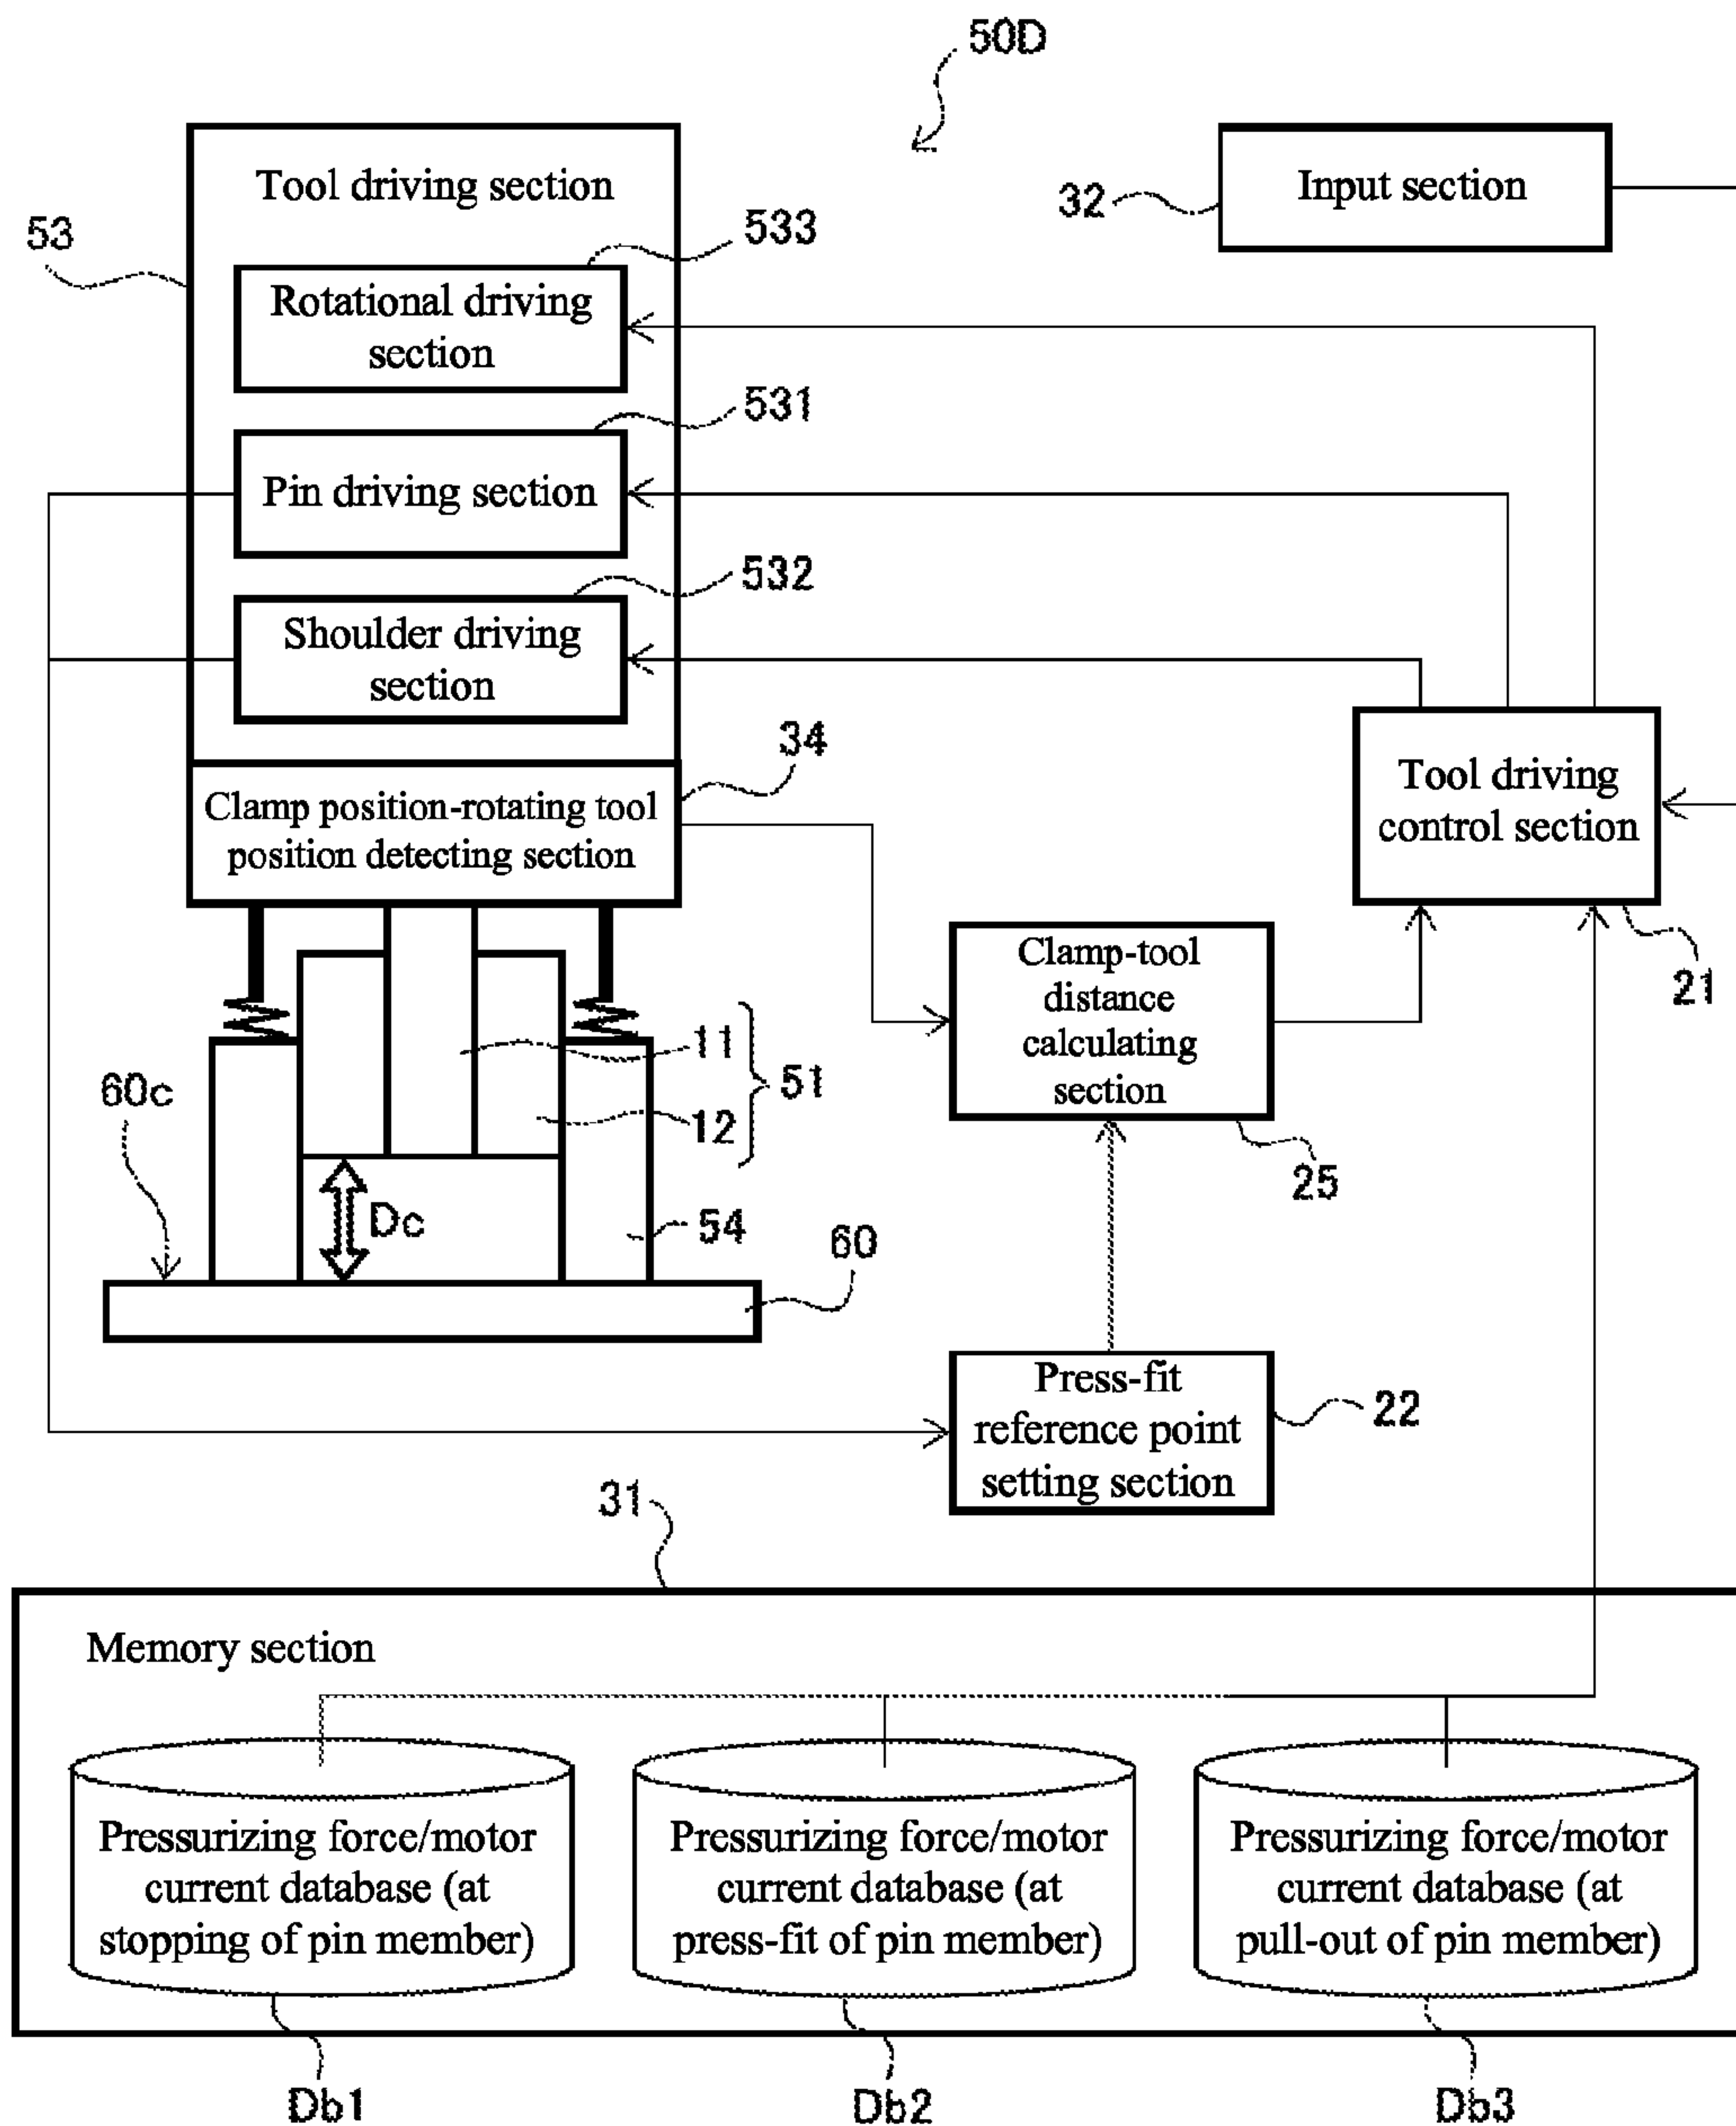 50D
Tool driving section
Input section
32
53
533
Rotational driving
section
531
Pin driving section
532
Shoulder driving
section
34
Clamp position-rotating tool
position detecting section
Tool driving
control section
21
Clamp-tool
distance
calculating
section
25
11
12
51
60c
Dc
54
60
Press-fit
reference point
setting section
22
31
Memory section
Pressurizing force/motor
current database (at
stopping of pin member)
Pressurizing force/motor
current database (at
press-fit of pin member)
Pressurizing force/motor
current database (at
pull-out of pin member)
Db1
Db2
Db3